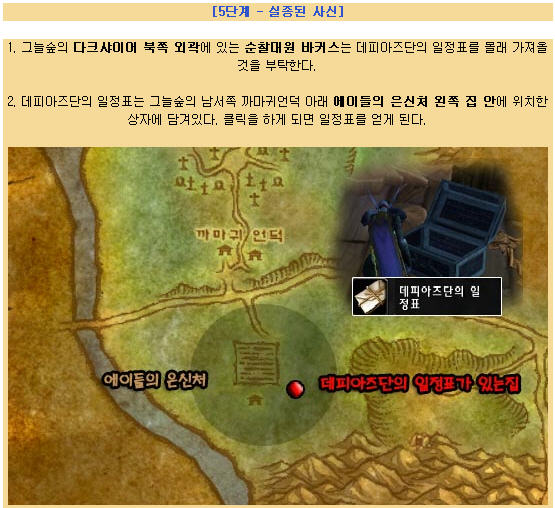 [5단계 - 실종된 사신]
1. 그늘숲의 다크샤이어 북쪽 외곽에 있는 순찰대원 바커스는 데피아즈단의 일정표를 몰래 가져올
것을 부탁한다.
2. 데피아즈단의 일정표는 그늘숲의 남서쪽 까마귀언덕 아래 에이들의 은신처 왼쪽 집 안에 위치한
상자에 담겨있다. 클릭을 하게 되면 일정표를 얻게 된다.
까마귀 언덕
데피아즈단의 일
정표
에이들의 은신처
데피아즈단의 일정표가 있는집